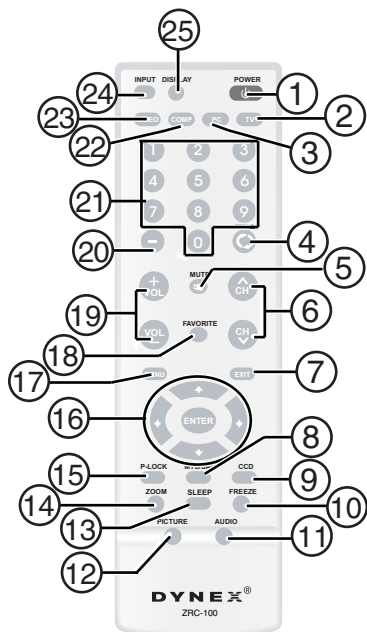 25
INPUT DISPLAY POWER
24 1
23 COMP PC TV 2
22 3
1 2 3
4 5 6
21
7 8 9
20 − 0 4
MUTE 5
+ VOL CH
19 6
VOL − CH
18 FAVORITE
17 EXIT 7
16 ENTER
8
15 P-LOCK CCD 9
14 ZOOM SLEEP FREEZE 10
13
PICTURE AUDIO 11
12
DYNEX®
ZRC-100